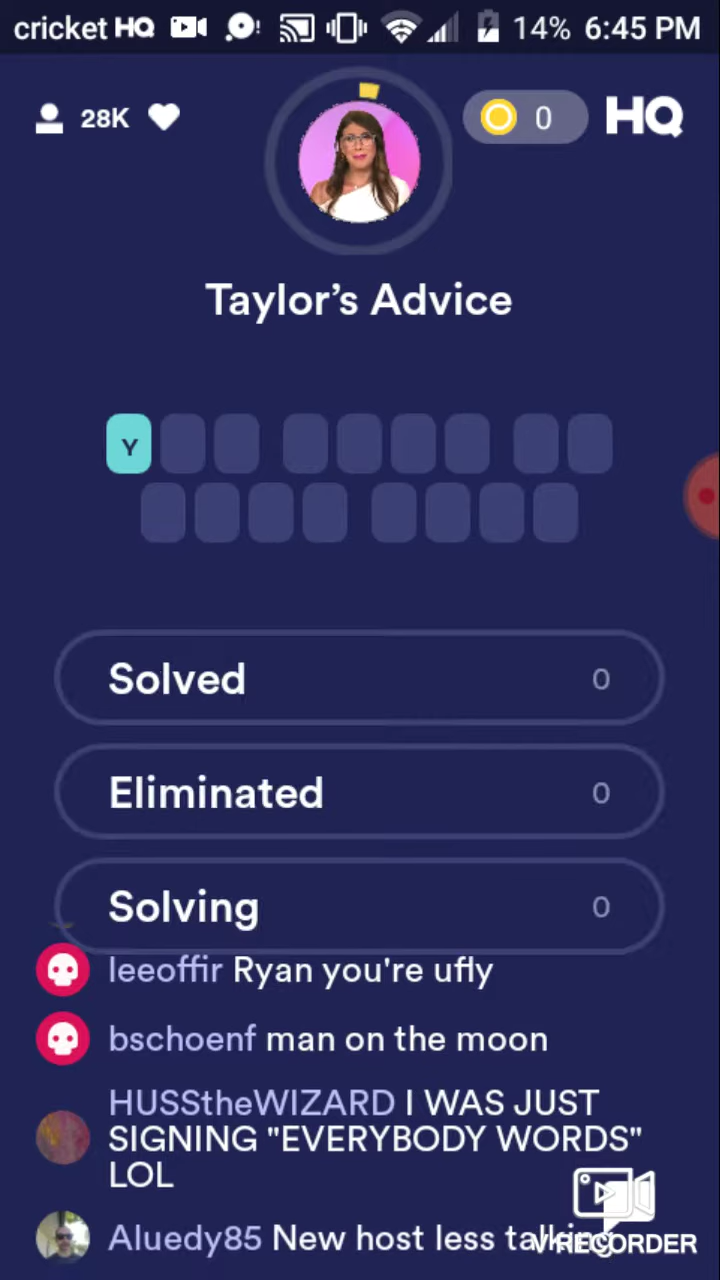 cricket HQ 14% 6:45 PM
28K 0 HQ
Taylor's Advice
Y
Solved 0
Eliminated 0
Solving 0
leeoffir Ryan you're ufly
bschoenf man on the moon
HUSStheWIZARD I WAS JUST
SIGNING "EVERYBODY WORDS"
LOL
Aluedy85 New host less talking
VRECORDER